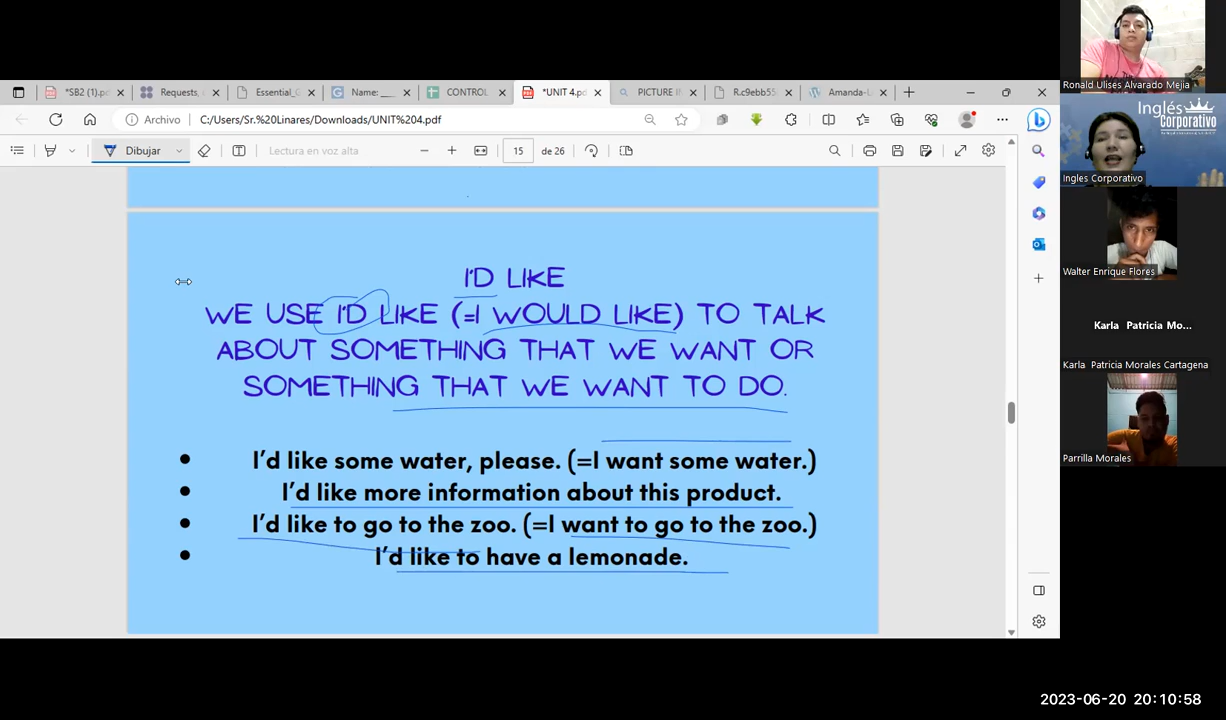 *SB2 (1).p
Requests,
Essential_
Name: ___
CONTROL
*UNIT 4.pd
PICTURE I
R.c9ebb55
Amanda-L
Archivo
C:/Users/Sr.%20Linares/Downloads/UNIT%204.pdf
Dibujar
Lectura en voz alta
15
de 26
I'D LIKE
WE USE I'D LIKE (=I WOULD LIKE) TO TALK
ABOUT SOMETHING THAT WE WANT OR
SOMETHING THAT WE WANT TO DO.
• I'd like some water, please. (=I want some water.)
• I'd like more information about this product.
• I'd like to go to the zoo. (=I want to go to the zoo.)
• I'd like to have a lemonade.
Ronald Ulises Alvarado Mejia
Inglés
Corporativo
Ingles Corporativo
Walter Enrique Flores
Karla Patricia Mo...
Karla Patricia Morales Cartagena
Parrilla Morales
2023-06-20 20:10:58